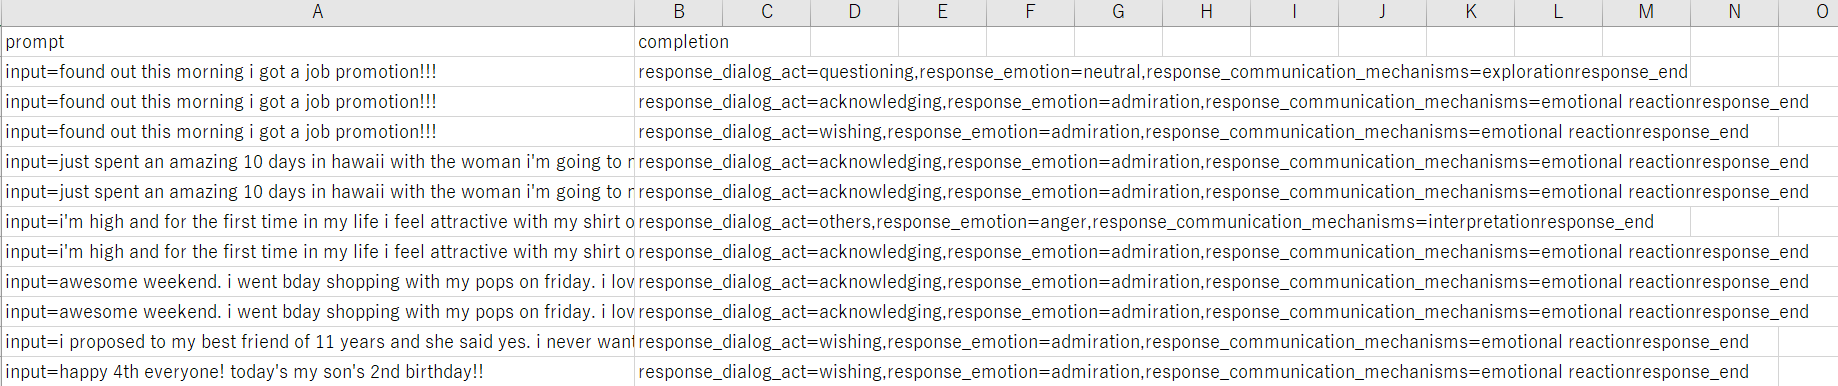 A B C D E F G H I J K L M N O
prompt completion
input=found out this morning i got a job promotion!!! response_dialog_act=questioning,response_emotion=neutral,response_communication_mechanisms=explorationresponse_end
input=found out this morning i got a job promotion!!! response_dialog_act=acknowledging,response_emotion=admiration,response_communication_mechanisms=emotional reactionresponse_end
input=found out this morning i got a job promotion!!! response_dialog_act=wishing,response_emotion=admiration,response_communication_mechanisms=emotional reactionresponse_end
input=just spent an amazing 10 days in hawaii with the woman i'm going to response_dialog_act=acknowledging,response_emotion=admiration,response_communication_mechanisms=emotional reactionresponse_end
input=just spent an amazing 10 days in hawaii with the woman i'm going to response_dialog_act=acknowledging,response_emotion=admiration,response_communication_mechanisms=emotional reactionresponse_end
input=i'm high and for the first time in my life i feel attractive with my shirt o response_dialog_act=others,response_emotion=anger,response_communication_mechanisms=interpretationresponse_end
input=i'm high and for the first time in my life i feel attractive with my shirt o response_dialog_act=acknowledging,response_emotion=admiration,response_communication_mechanisms=emotional reactionresponse_end
input=awesome weekend. i went bday shopping with my pops on friday. i lov response_dialog_act=acknowledging,response_emotion=admiration,response_communication_mechanisms=emotional reactionresponse_end
input=awesome weekend. i went bday shopping with my pops on friday. i lov response_dialog_act=acknowledging,response_emotion=admiration,response_communication_mechanisms=emotional reactionresponse_end
input=i proposed to my best friend of 11 years and she said yes. i never want response_dialog_act=wishing,response_emotion=admiration,response_communication_mechanisms=emotional reactionresponse_end
input=happy 4th everyone! today's my son's 2nd birthday!! response_dialog_act=wishing,response_emotion=admiration,response_communication_mechanisms=emotional reactionresponse_end